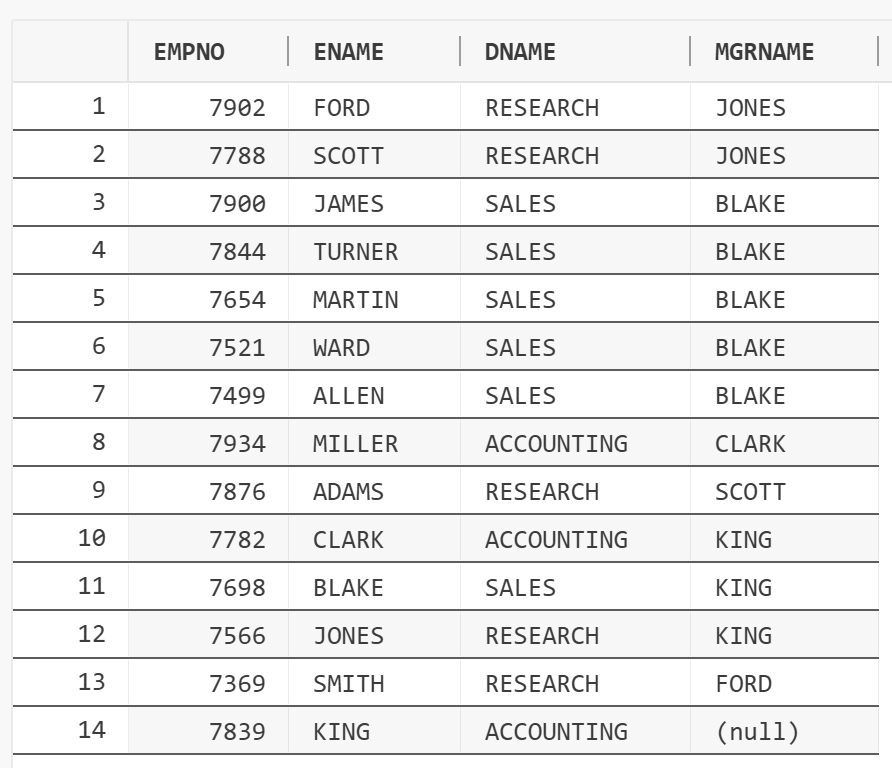 EMPNO ENAME DNAME MGRNAME
1 7902 FORD RESEARCH JONES
2 7788 SCOTT RESEARCH JONES
3 7900 JAMES SALES BLAKE
4 7844 TURNER SALES BLAKE
5 7654 MARTIN SALES BLAKE
6 7521 WARD SALES BLAKE
7 7499 ALLEN SALES BLAKE
8 7934 MILLER ACCOUNTING CLARK
9 7876 ADAMS RESEARCH SCOTT
10 7782 CLARK ACCOUNTING KING
11 7698 BLAKE SALES KING
12 7566 JONES RESEARCH KING
13 7369 SMITH RESEARCH FORD
14 7839 KING ACCOUNTING (null)